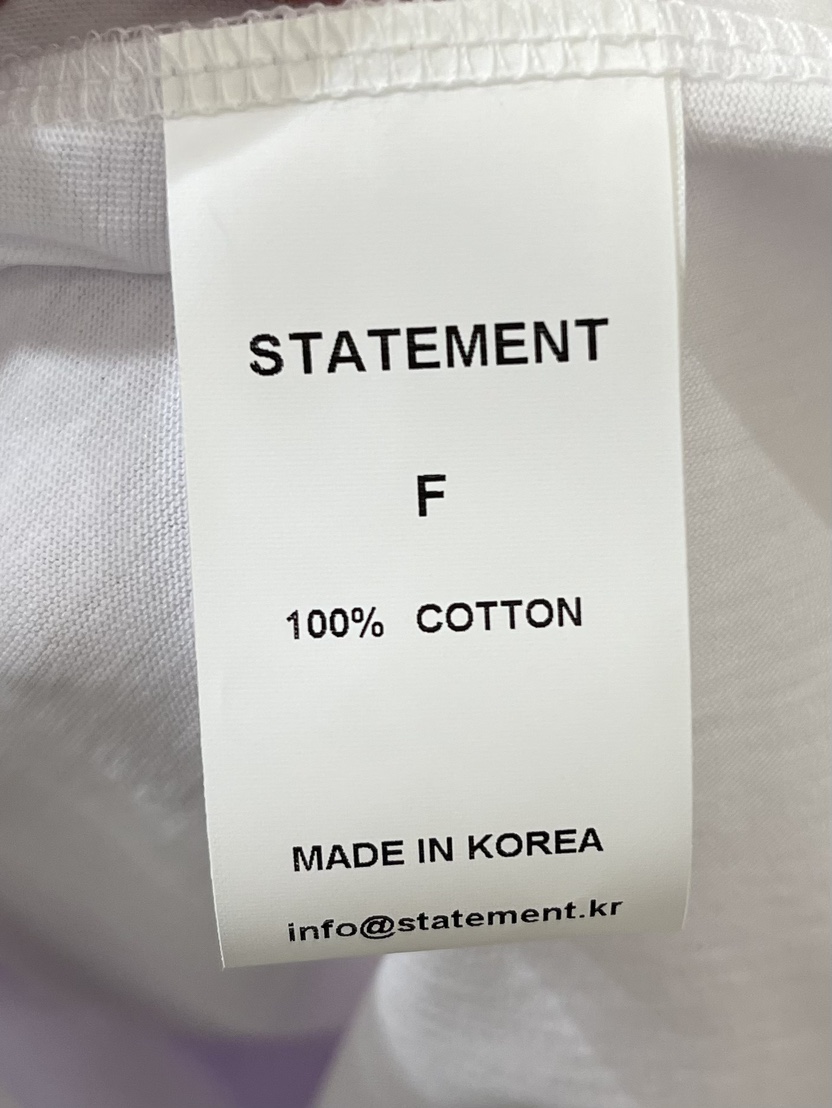 STATEMENT
F
100% COTTON
MADE IN KOREA
info@statement.kr